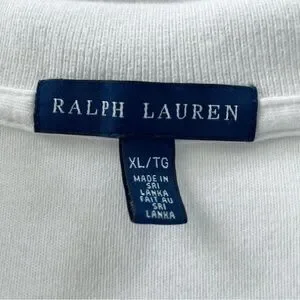 RALPH LAUREN
XL/TG
MADE IN
SRI
LANKA
FAIT AU
SRI
LANKA